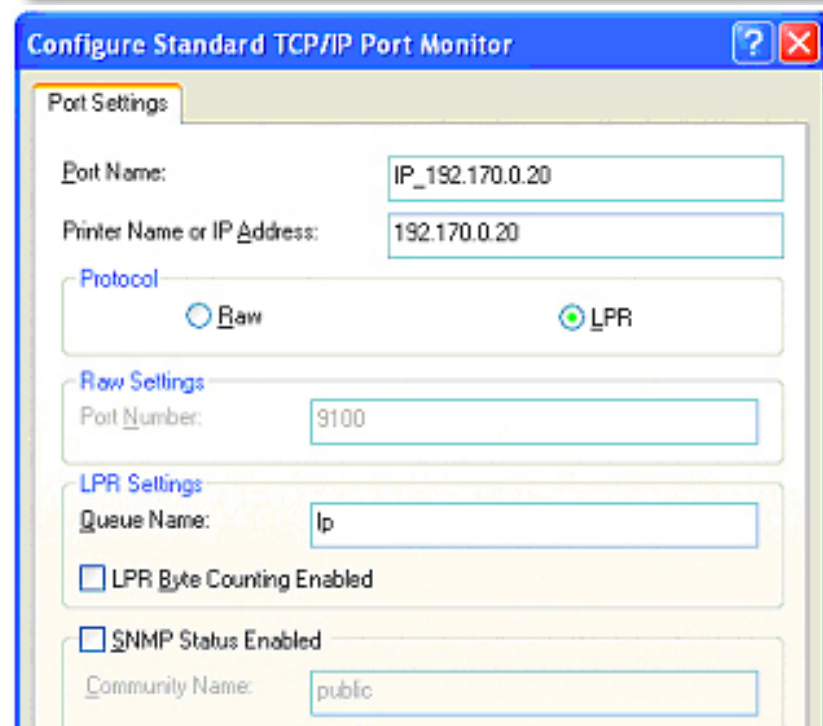 Configure Standard TCP/IP Port Monitor
Port Settings
Port Name: IP_192.170.0.20
Printer Name or IP Address: 192.170.0.20
Protocol
Raw LPR
Raw Settings
Port Number: 9100
LPR Settings
Queue Name: lp
LPR Byte Counting Enabled
SNMP Status Enabled
Community Name: public